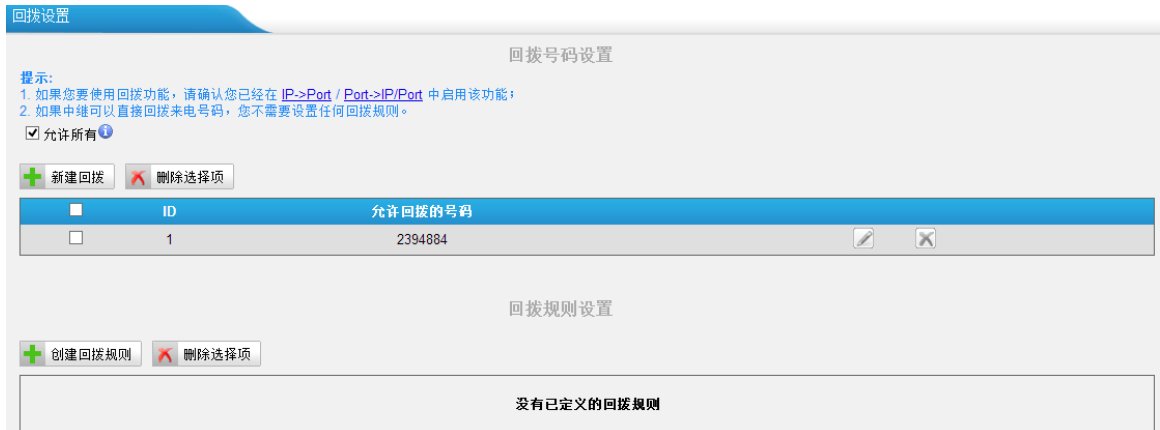 回拨设置
回拨号码设置
提示:
1. 如果您要使用回拨功能，请确认您已经在 IP->Port / Port->IP/Port 中启用该功能；
2. 如果中继可以直接回拨来电号码，您不需要设置任何回拨规则。
允许所有
新建回拨 删除选择项
ID 允许回拨的号码
1 2394884
回拨规则设置
创建回拨规则 删除选择项
没有已定义的回拨规则